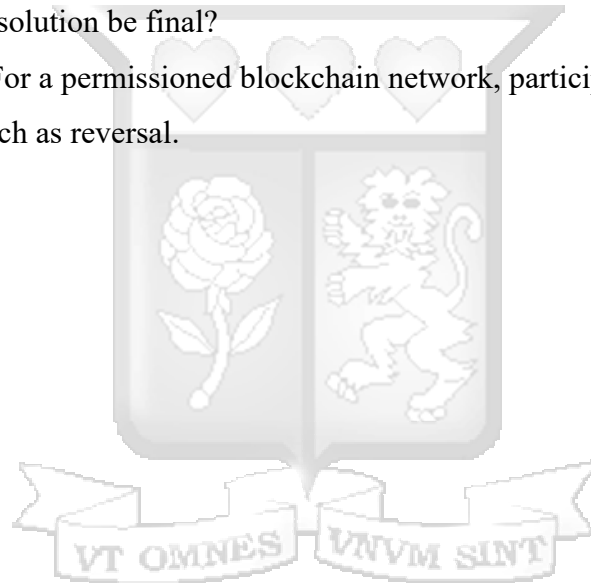 solution be final?
For a permissioned blockchain network, partici
ch as reversal.
VT OMNES VNVM SINT